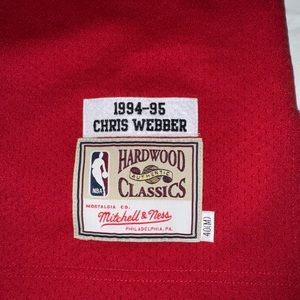 1994-95
CHRIS WEBBER
HARDWOOD
AUTHENTIC
CLASSICS
NBA
NOSTALGIA CO.
Mitchell & Ness
PHILADELPHIA, PA.
40(M)